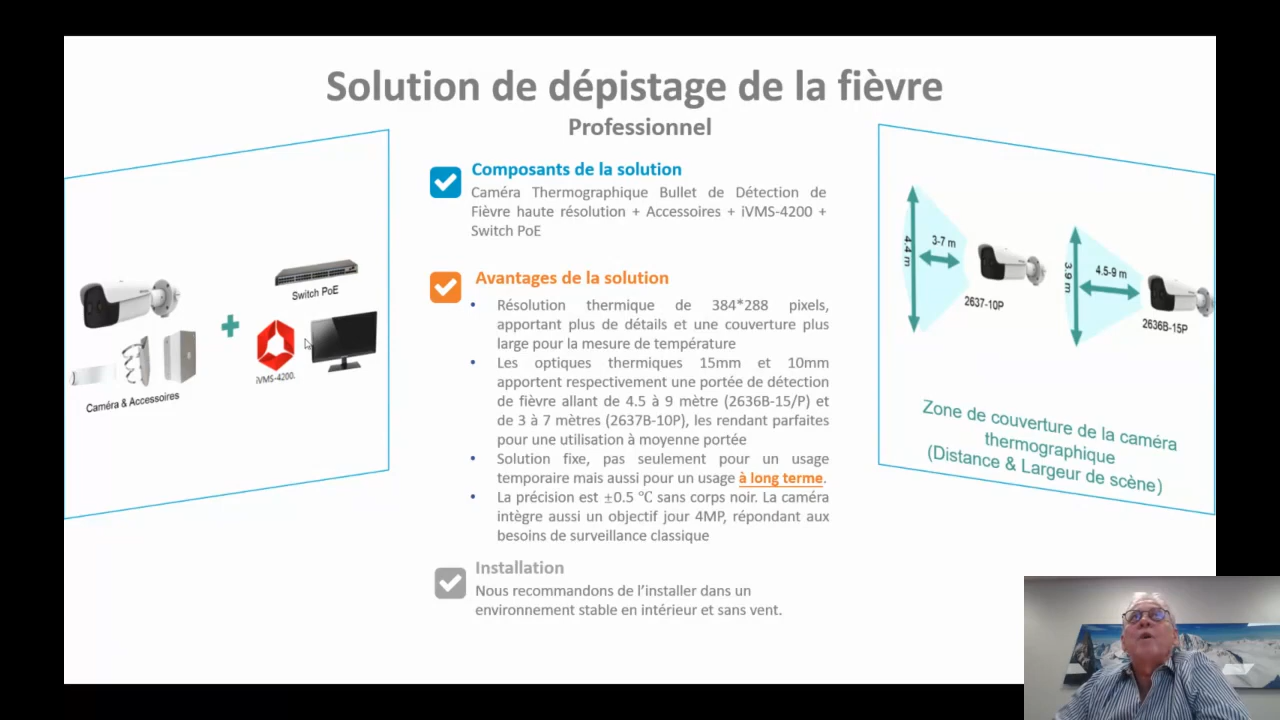 Solution de dépistage de la fièvre
Professionnel
Composants de la solution
Caméra Thermographique Bullet de Détection de
Fièvre haute résolution + Accessoires + iVMS-4200 +
Switch PoE
Avantages de la solution
• Résolution thermique de 384*288 pixels,
apportant plus de détails et une couverture plus
large pour la mesure de température
• Les optiques thermiques 15mm et 10mm
apportent respectivement une portée de détection
de fièvre allant de 4.5 à 9 mètre (2636B-15/P) et
de 3 à 7 mètres (2637B-10P), les rendant parfaites
pour une utilisation à moyenne portée
• Solution fixe, pas seulement pour un usage
temporaire mais aussi pour un usage à long terme.
• La précision est ±0.5 °C sans corps noir. La caméra
intègre aussi un objectif jour 4MP, répondant aux
besoins de surveillance classique
Installation
Nous recommandons de l'installer dans un
environnement stable en intérieur et sans vent.
Switch PoE
iVMS-4200
Caméra & Accessoires
4.4 m
3-7 m
2637-10P
3.9 m
4.5-9 m
2636B-15P
Zone de couverture de la caméra
thermographique
(Distance & Largeur de scène)